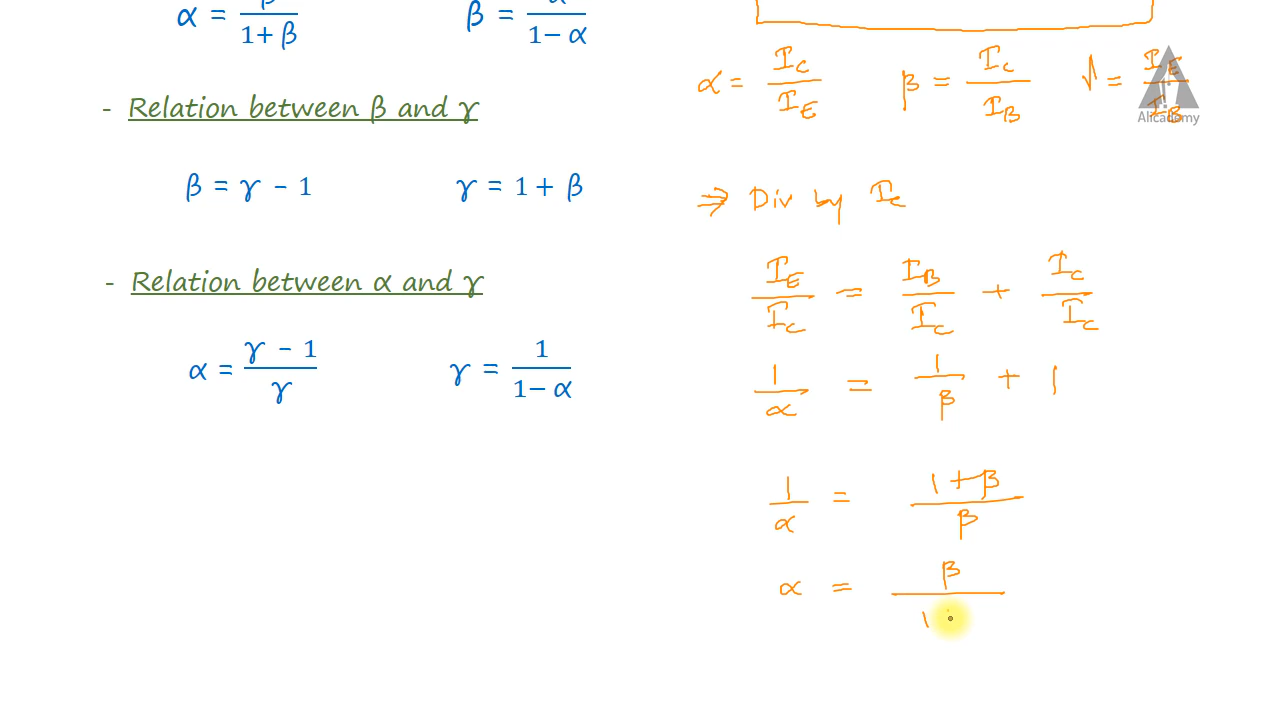 α = β / 1 + β    β = α / 1 − α
- Relation between β and γ
β = γ − 1    γ = 1 + β
- Relation between α and γ
α = γ − 1 / γ    γ = 1 / 1 − α
α = I_C / I_E    β = I_C / I_B    γ = I_E / I_B
Alicademy
⇒ Div by I_C
I_E / I_C = I_B / I_C + I_C / I_C
1 / α = 1 / β + 1
1 / α = 1 + β / β
α = β / 1